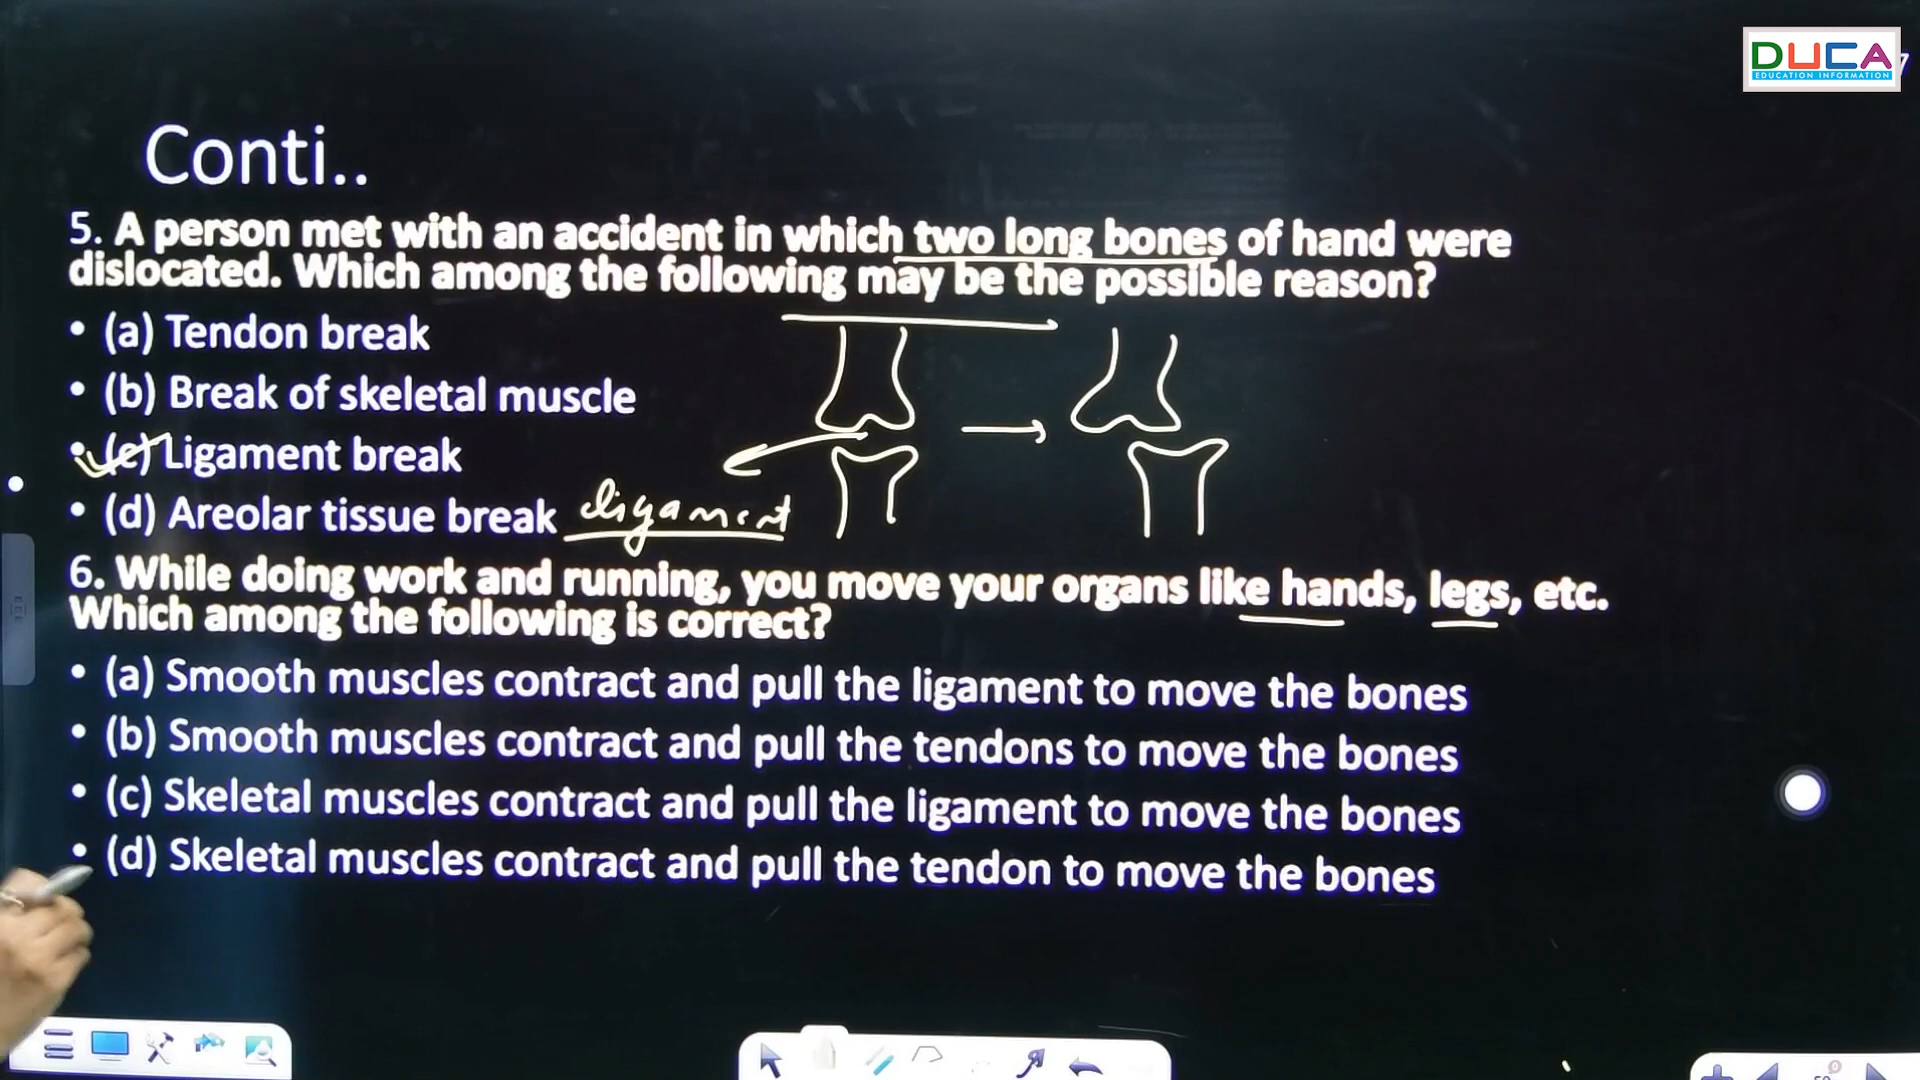 DUCA
EDUCATION INFORMATION
Conti..
5. A person met with an accident in which two long bones of hand were
dislocated. Which among the following may be the possible reason?
• (a) Tendon break
• (b) Break of skeletal muscle
• (c) Ligament break
• (d) Areolar tissue break
ligament
6. While doing work and running, you move your organs like hands, legs, etc.
Which among the following is correct?
• (a) Smooth muscles contract and pull the ligament to move the bones
• (b) Smooth muscles contract and pull the tendons to move the bones
• (c) Skeletal muscles contract and pull the ligament to move the bones
• (d) Skeletal muscles contract and pull the tendon to move the bones